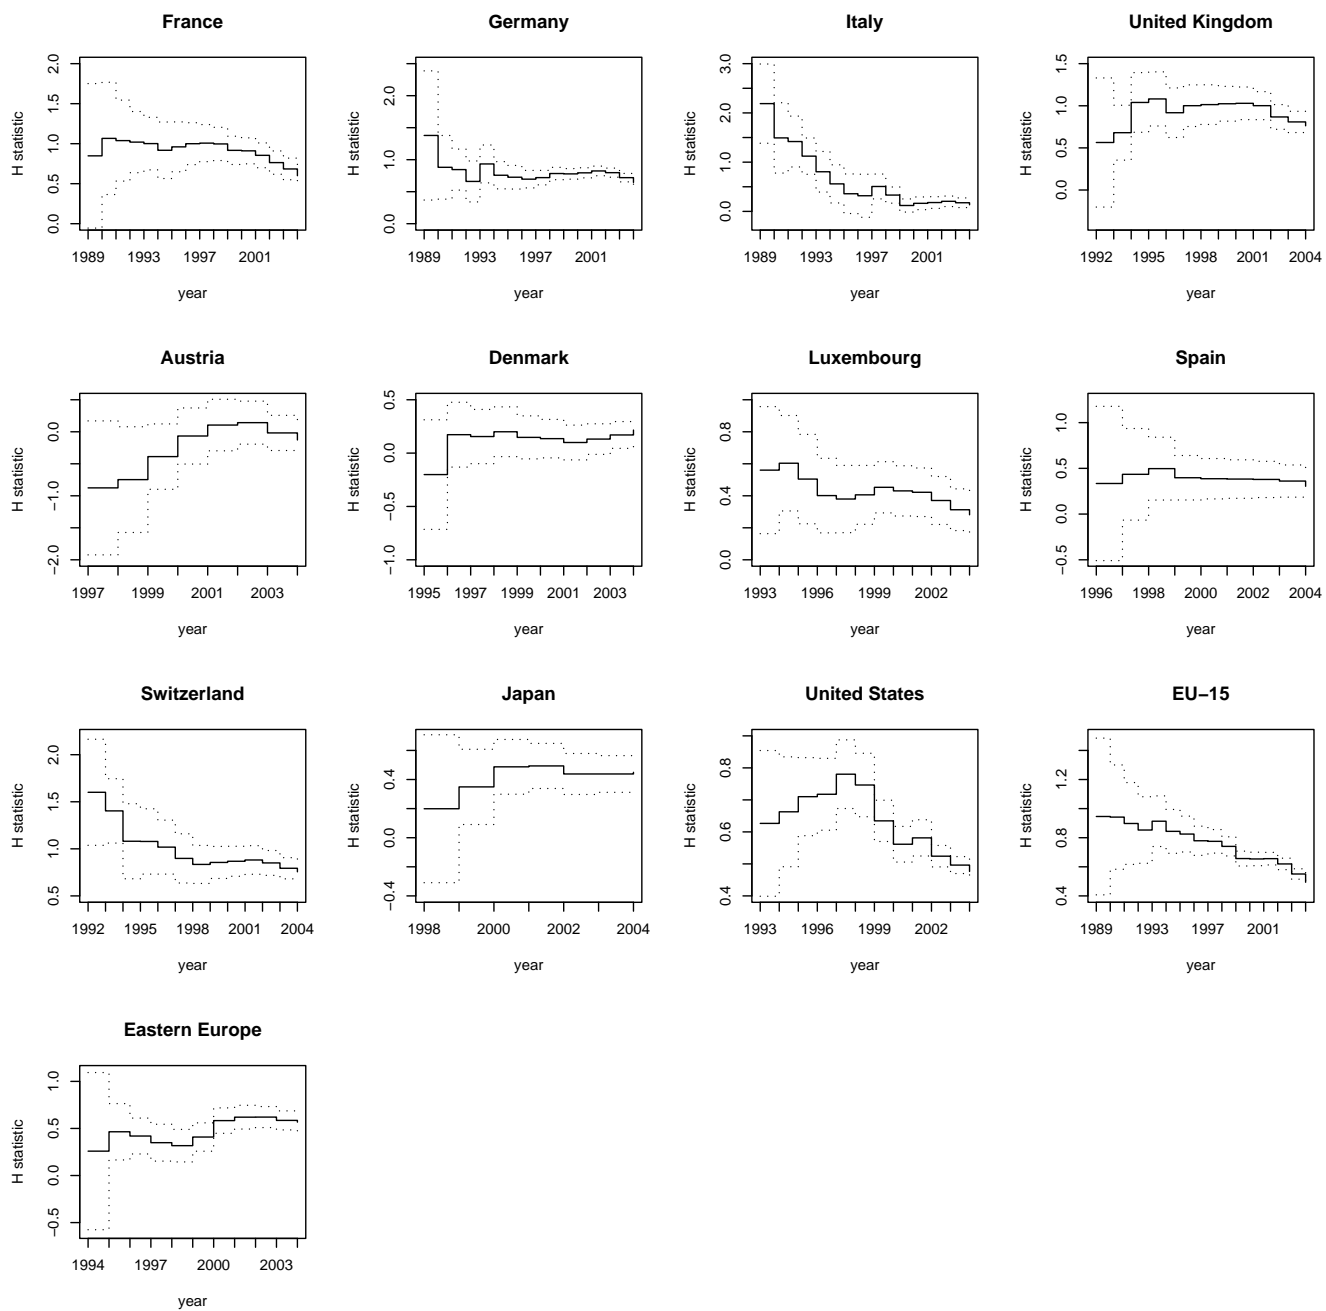 France
H statistic
2.0
1.5
1.0
0.5
0.0
1989 1993 1997 2001
year
Germany
H statistic
2.0
1.0
0.0
1989 1993 1997 2001
year
Italy
H statistic
3.0
2.0
1.0
0.0
1989 1993 1997 2001
year
United Kingdom
H statistic
1.5
1.0
0.5
0.0
1992 1995 1998 2001 2004
year
Austria
H statistic
0.0
−1.0
−2.0
1997 1999 2001 2003
year
Denmark
H statistic
0.5
0.0
−0.5
−1.0
1995 1997 1999 2001 2003
year
Luxembourg
H statistic
0.8
0.4
0.0
1993 1996 1999 2002
year
Spain
H statistic
1.0
0.5
0.0
−0.5
1996 1998 2000 2002 2004
year
Switzerland
H statistic
2.0
1.5
1.0
0.5
1992 1995 1998 2001 2004
year
Japan
H statistic
0.4
0.0
−0.4
1998 2000 2002 2004
year
United States
H statistic
0.8
0.6
0.4
1993 1996 1999 2002
year
EU−15
H statistic
1.2
0.8
0.4
1989 1993 1997 2001
year
Eastern Europe
H statistic
1.0
0.5
0.0
−0.5
1994 1997 2000 2003
year